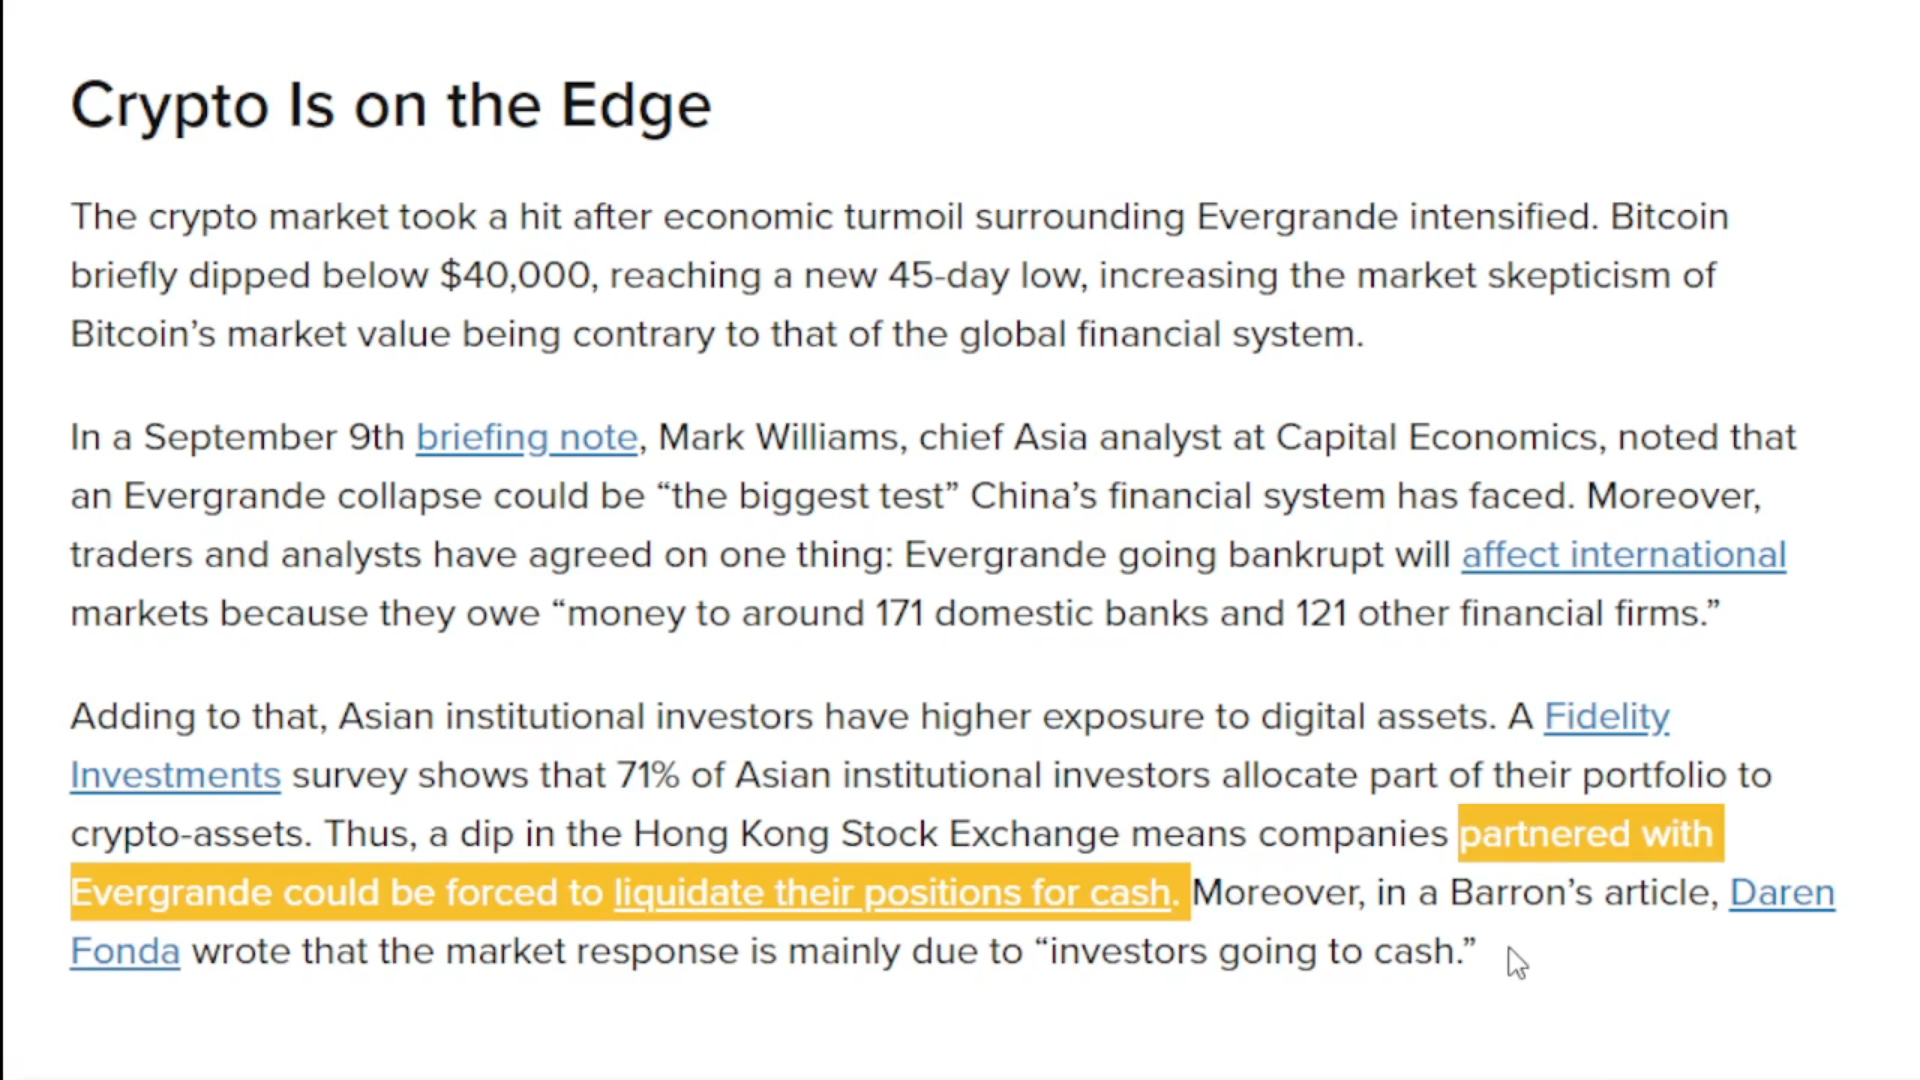 Crypto Is on the Edge
The crypto market took a hit after economic turmoil surrounding Evergrande intensified. Bitcoin
briefly dipped below $40,000, reaching a new 45-day low, increasing the market skepticism of
Bitcoin’s market value being contrary to that of the global financial system.
In a September 9th briefing note, Mark Williams, chief Asia analyst at Capital Economics, noted that
an Evergrande collapse could be “the biggest test” China’s financial system has faced. Moreover,
traders and analysts have agreed on one thing: Evergrande going bankrupt will affect international
markets because they owe “money to around 171 domestic banks and 121 other financial firms.”
Adding to that, Asian institutional investors have higher exposure to digital assets. A Fidelity
Investments survey shows that 71% of Asian institutional investors allocate part of their portfolio to
crypto-assets. Thus, a dip in the Hong Kong Stock Exchange means companies partnered with
Evergrande could be forced to liquidate their positions for cash. Moreover, in a Barron’s article, Daren
Fonda wrote that the market response is mainly due to “investors going to cash.”